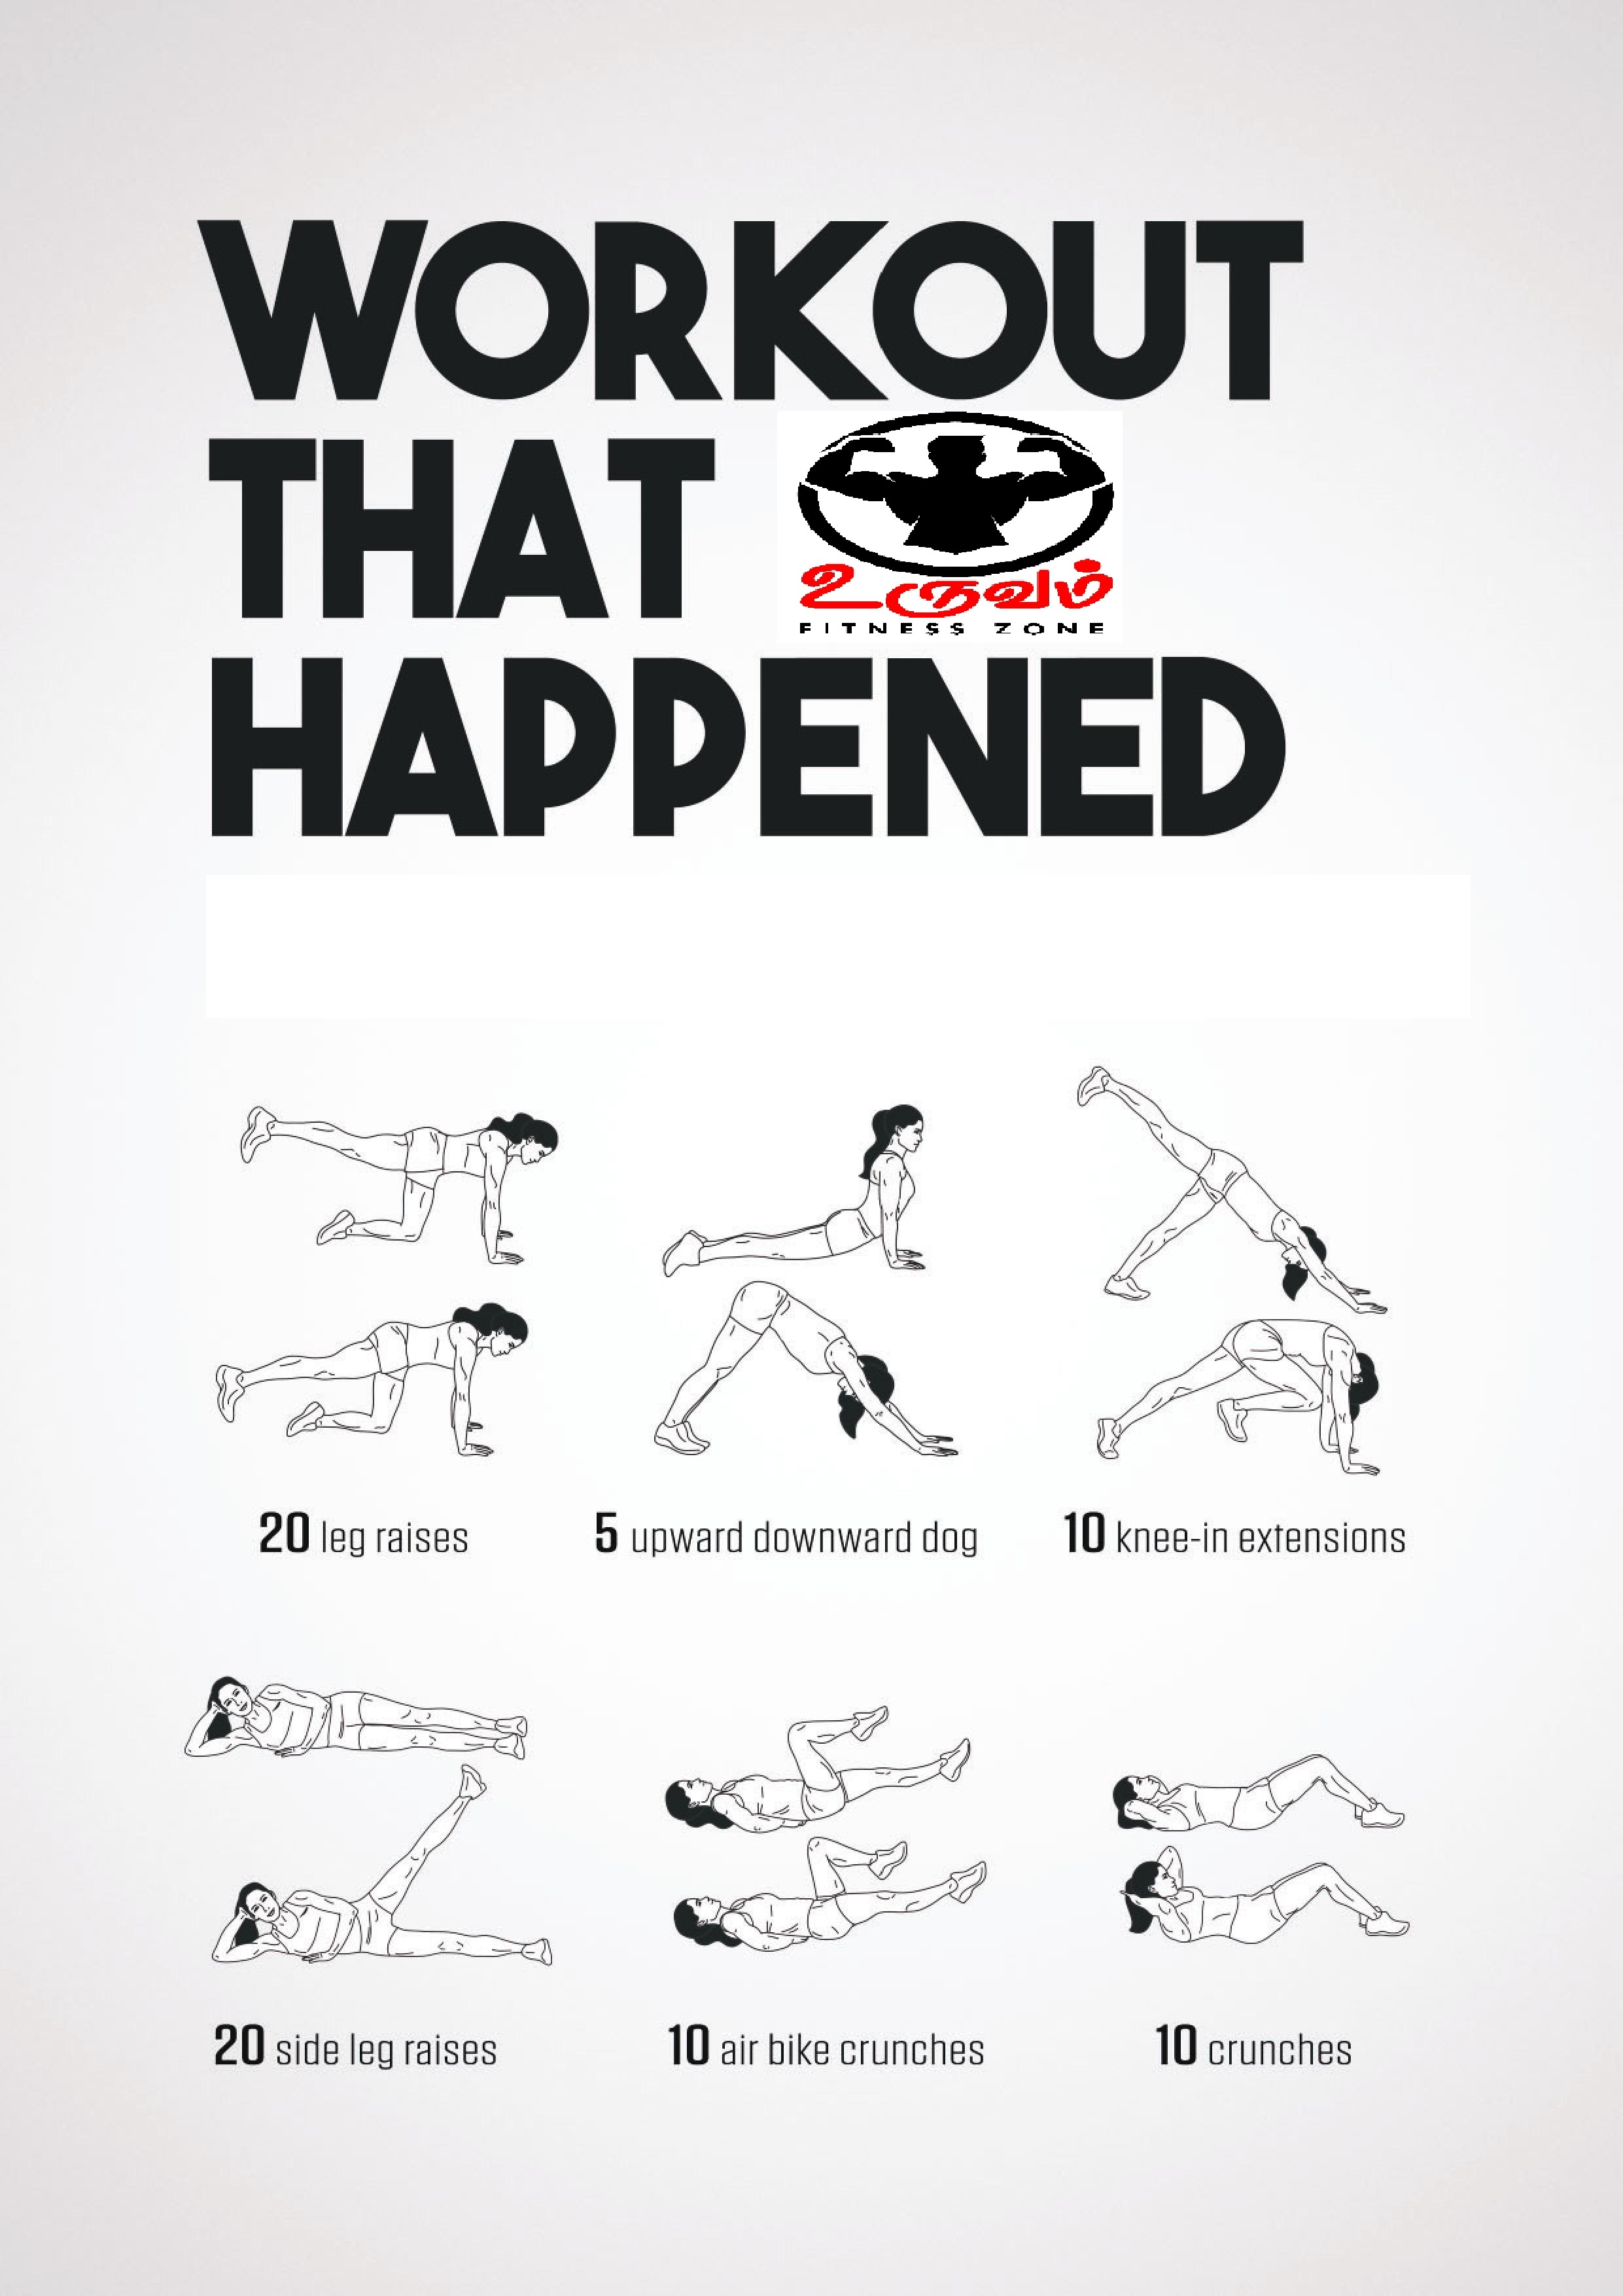 WORKOUT
THAT
உருவம்
FITNESS ZONE
HAPPENED
20 leg raises
5 upward downward dog
10 knee-in extensions
20 side leg raises
10 air bike crunches
10 crunches